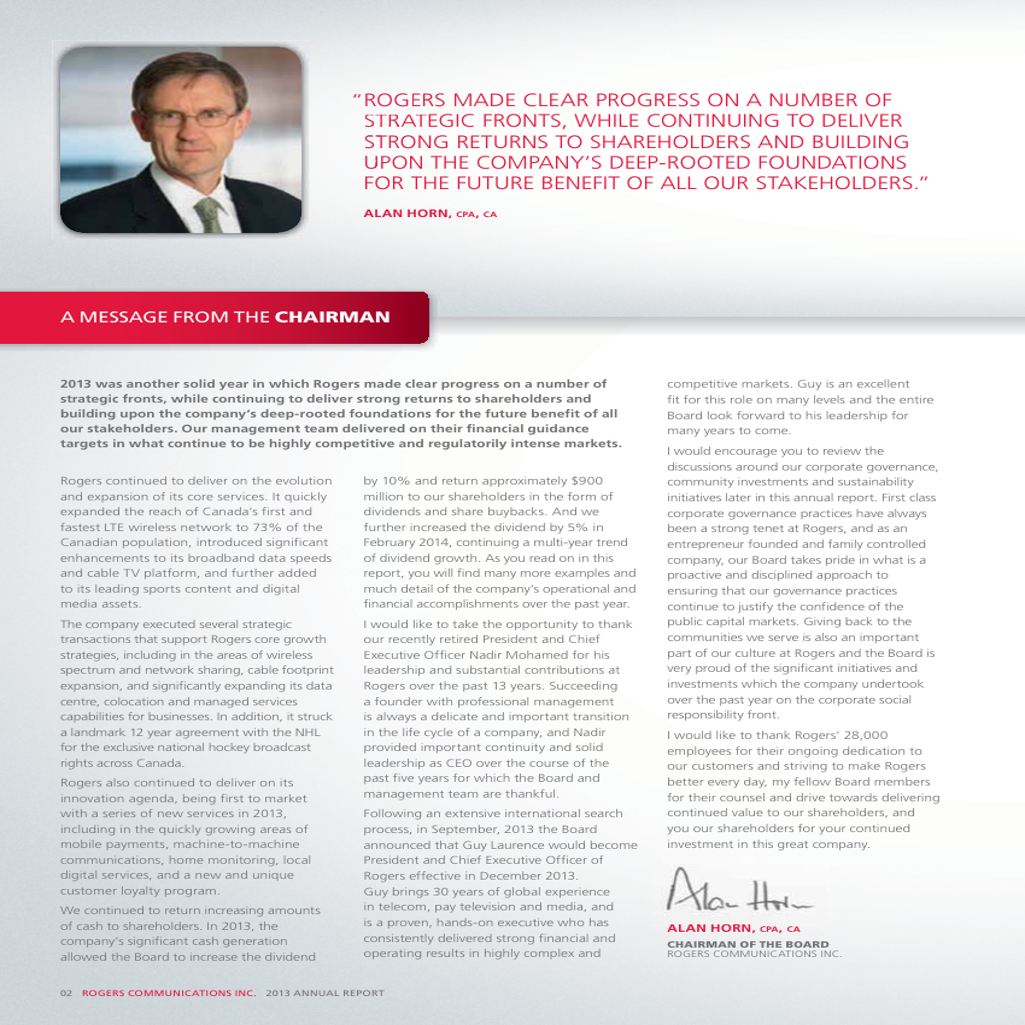 “ROGERS MADE CLEAR PROGRESS ON A NUMBER OF
STRATEGIC FRONTS, WHILE CONTINUING TO DELIVER
STRONG RETURNS TO SHAREHOLDERS AND BUILDING
UPON THE COMPANY’S DEEP-ROOTED FOUNDATIONS
FOR THE FUTURE BENEFIT OF ALL OUR STAKEHOLDERS.”
ALAN HORN, CPA, CA
A MESSAGE FROM THE CHAIRMAN
2013 was another solid year in which Rogers made clear progress on a number of
strategic fronts, while continuing to deliver strong returns to shareholders and
building upon the company’s deep-rooted foundations for the future benefit of all
our stakeholders. Our management team delivered on their financial guidance
targets in what continue to be highly competitive and regulatorily intense markets.
Rogers continued to deliver on the evolution
and expansion of its core services. It quickly
expanded the reach of Canada’s first and
fastest LTE wireless network to 73% of the
Canadian population, introduced significant
enhancements to its broadband data speeds
and cable TV platform, and further added
to its leading sports content and digital
media assets.
The company executed several strategic
transactions that support Rogers core growth
strategies, including in the areas of wireless
spectrum and network sharing, cable footprint
expansion, and significantly expanding its data
centre, colocation and managed services
capabilities for businesses. In addition, it struck
a landmark 12 year agreement with the NHL
for the exclusive national hockey broadcast
rights across Canada.
Rogers also continued to deliver on its
innovation agenda, being first to market
with a series of new services in 2013,
including in the quickly growing areas of
mobile payments, machine-to-machine
communications, home monitoring, local
digital services, and a new and unique
customer loyalty program.
We continued to return increasing amounts
of cash to shareholders. In 2013, the
company’s significant cash generation
allowed the Board to increase the dividend
by 10% and return approximately $900
million to our shareholders in the form of
dividends and share buybacks. And we
further increased the dividend by 5% in
February 2014, continuing a multi-year trend
of dividend growth. As you read on in this
report, you will find many more examples and
much detail of the company’s operational and
financial accomplishments over the past year.
I would like to take the opportunity to thank
our recently retired President and Chief
Executive Officer Nadir Mohamed for his
leadership and substantial contributions at
Rogers over the past 13 years. Succeeding
a founder with professional management
is always a delicate and important transition
in the life cycle of a company, and Nadir
provided important continuity and solid
leadership as CEO over the course of the
past five years for which the Board and
management team are thankful.
Following an extensive international search
process, in September, 2013 the Board
announced that Guy Laurence would become
President and Chief Executive Officer of
Rogers effective in December 2013.
Guy brings 30 years of global experience
in telecom, pay television and media, and
is a proven, hands-on executive who has
consistently delivered strong financial and
operating results in highly complex and
competitive markets. Guy is an excellent
fit for this role on many levels and the entire
Board look forward to his leadership for
many years to come.
I would encourage you to review the
discussions around our corporate governance,
community investments and sustainability
initiatives later in this annual report. First class
corporate governance practices have always
been a strong tenet at Rogers, and as an
entrepreneur founded and family controlled
company, our Board takes pride in what is a
proactive and disciplined approach to
ensuring that our governance practices
continue to justify the confidence of the
public capital markets. Giving back to the
communities we serve is also an important
part of our culture at Rogers and the Board is
very proud of the significant initiatives and
investments which the company undertook
over the past year on the corporate social
responsibility front.
I would like to thank Rogers’ 28,000
employees for their ongoing dedication to
our customers and striving to make Rogers
better every day, my fellow Board members
for their counsel and drive towards delivering
continued value to our shareholders, and
you our shareholders for your continued
investment in this great company.
Alan Horn
ALAN HORN, CPA, CA
CHAIRMAN OF THE BOARD
ROGERS COMMUNICATIONS INC.
02 ROGERS COMMUNICATIONS INC. 2013 ANNUAL REPORT